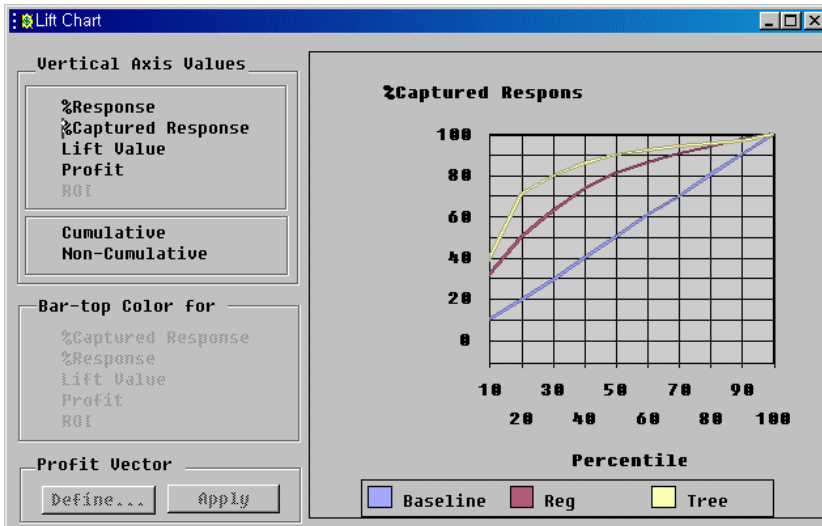 Lift Chart
Vertical Axis Values
%Response
%Captured Response
Lift Value
Profit
ROI
Cumulative
Non-Cumulative
Bar-top Color for
%Captured Response
%Response
Lift Value
Profit
ROI
Profit Vector
Define...
Apply
%Captured Respons
100
80
60
40
20
0
10 30 50 70 90
20 40 60 80 100
Percentile
Baseline Reg Tree